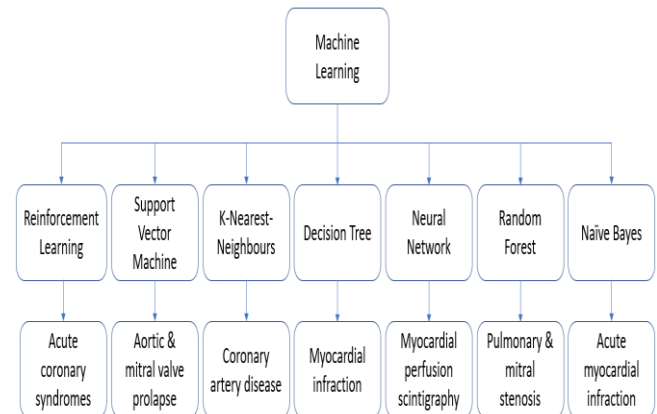 Machine
Learning
Reinforcement
Learning
Support
Vector
Machine
K-Nearest-
Neighbours
Decision Tree
Neural
Network
Random
Forest
Naïve Bayes
Acute
coronary
syndromes
Aortic &
mitral valve
prolapse
Coronary
artery disease
Myocardial
infraction
Myocardial
perfusion
scintigraphy
Pulmonary &
mitral
stenosis
Acute
myocardial
infraction